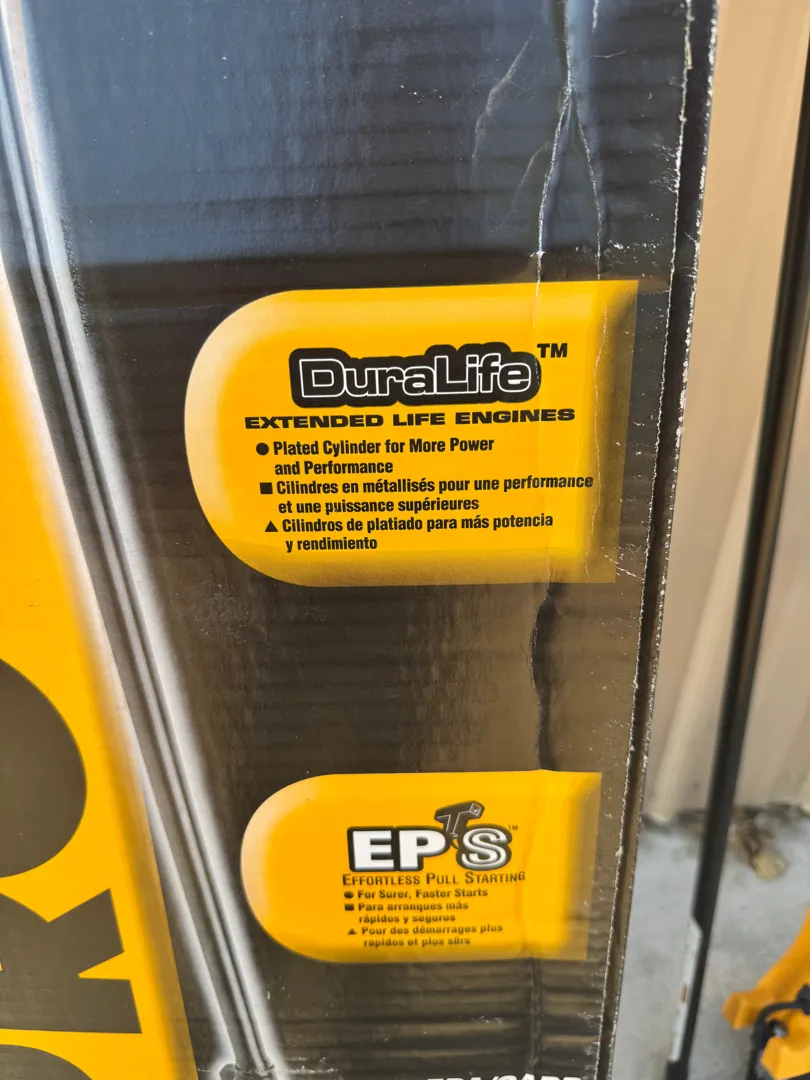 DuraLife™
EXTENDED LIFE ENGINES
● Plated Cylinder for More Power
and Performance
■ Cilindres en métallisés pour une performance
et une puissance supérieures
▲ Cilindros de platiado para más potencia
y rendimiento
EPTS™
EFFORTLESS PULL STARTING
● For Surer, Faster Starts
■ Para arranques más
rápidos y seguros
▲ Pour des démarrages plus
rapides et plus sûrs